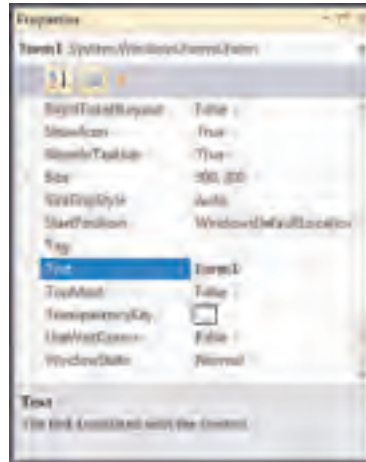 Properties
Form1 System.Windows.Forms.Form
RightToLeftLayout False
ShowIcon True
ShowInTaskbar True
Size 300, 300
SizeGripStyle Auto
StartPosition WindowsDefaultLocation
Tag
Text Form1
TopMost False
TransparencyKey
UseWaitCursor False
WindowState Normal
Text
The text associated with the control.